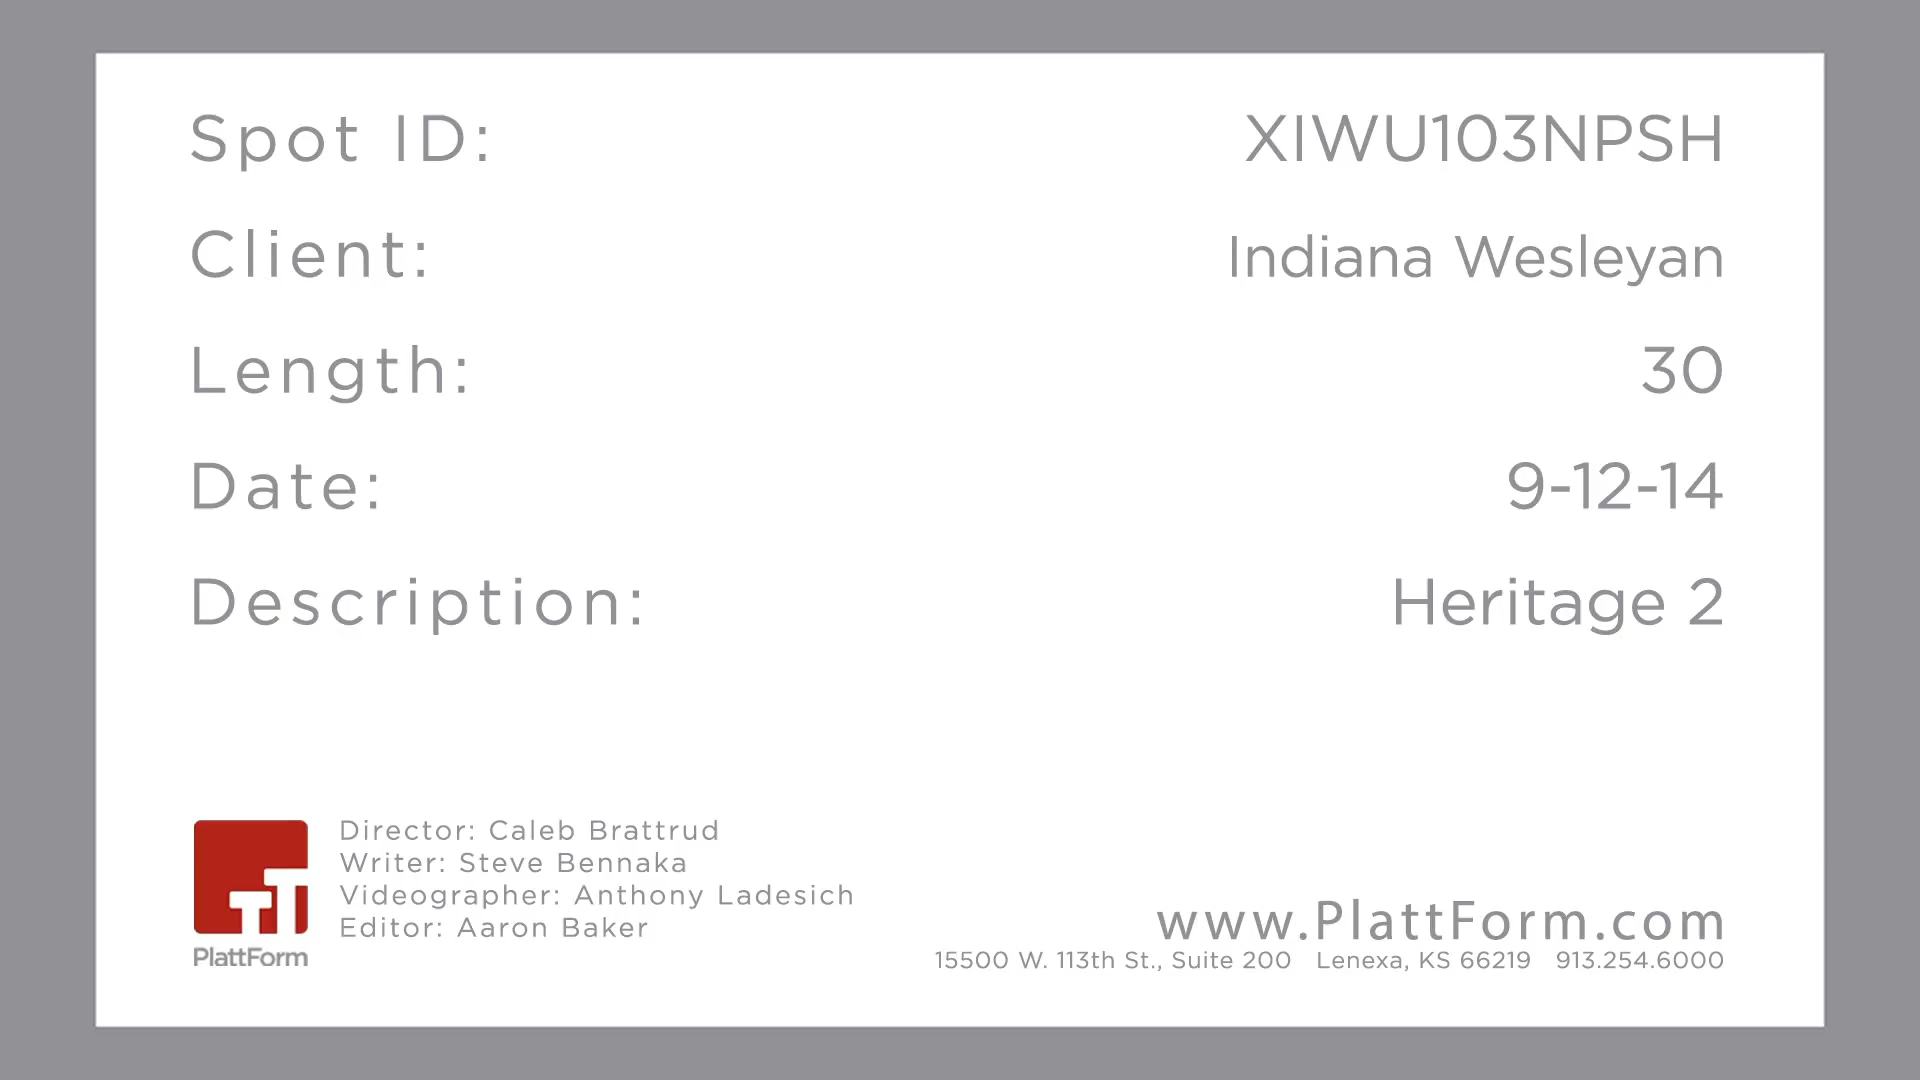 Spot ID: XIWU103NPSH
Client: Indiana Wesleyan
Length: 30
Date: 9-12-14
Description: Heritage 2
Director: Caleb Brattrud
Writer: Steve Bennaka
Videographer: Anthony Ladesich
Editor: Aaron Baker
PlattForm
www.PlattForm.com
15500 W. 113th St., Suite 200 Lenexa, KS 66219 913.254.6000